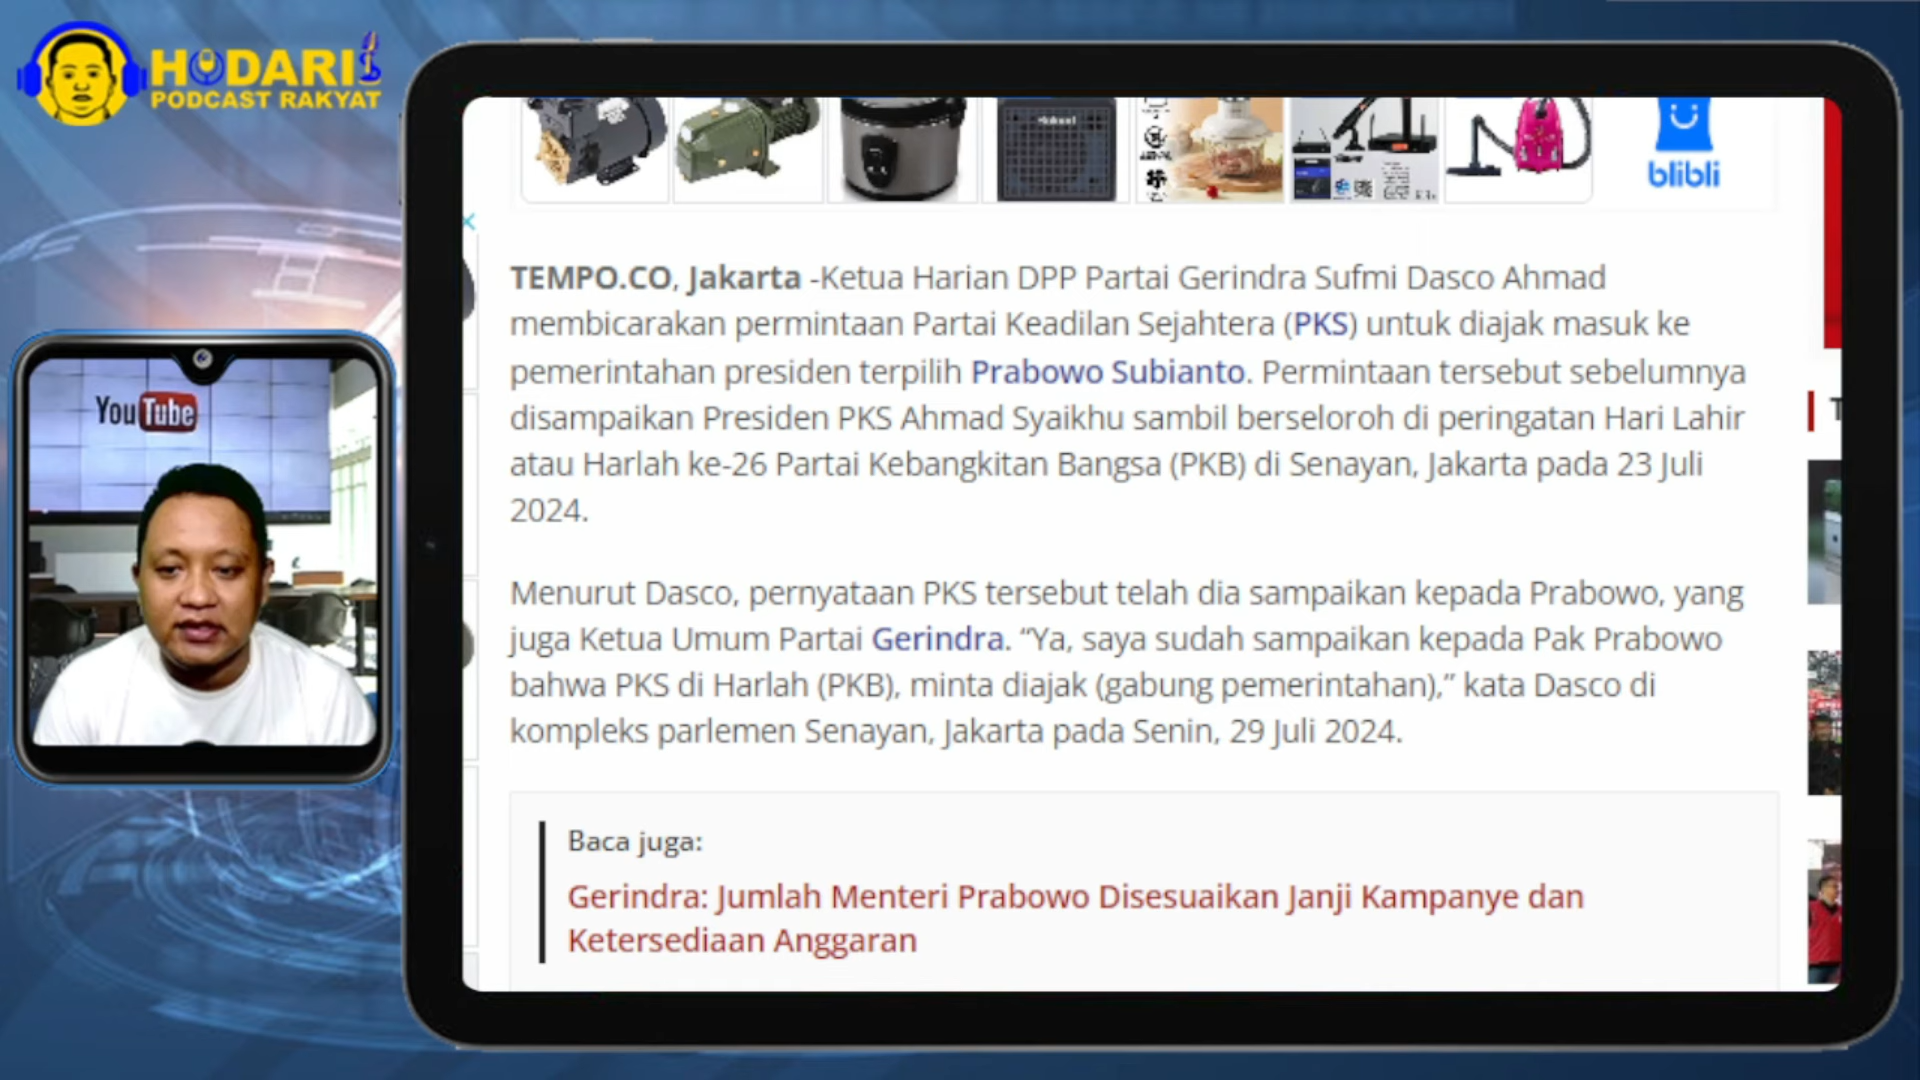 HODARI
PODCAST RAKYAT
YouTube
blibli
TEMPO.CO, Jakarta -Ketua Harian DPP Partai Gerindra Sufmi Dasco Ahmad
membicarakan permintaan Partai Keadilan Sejahtera (PKS) untuk diajak masuk ke
pemerintahan presiden terpilih Prabowo Subianto. Permintaan tersebut sebelumnya
disampaikan Presiden PKS Ahmad Syaikhu sambil berseloroh di peringatan Hari Lahir
atau Harlah ke-26 Partai Kebangkitan Bangsa (PKB) di Senayan, Jakarta pada 23 Juli
2024.
Menurut Dasco, pernyataan PKS tersebut telah dia sampaikan kepada Prabowo, yang
juga Ketua Umum Partai Gerindra. “Ya, saya sudah sampaikan kepada Pak Prabowo
bahwa PKS di Harlah (PKB), minta diajak (gabung pemerintahan),” kata Dasco di
kompleks parlemen Senayan, Jakarta pada Senin, 29 Juli 2024.
Baca juga:
Gerindra: Jumlah Menteri Prabowo Disesuaikan Janji Kampanye dan
Ketersediaan Anggaran